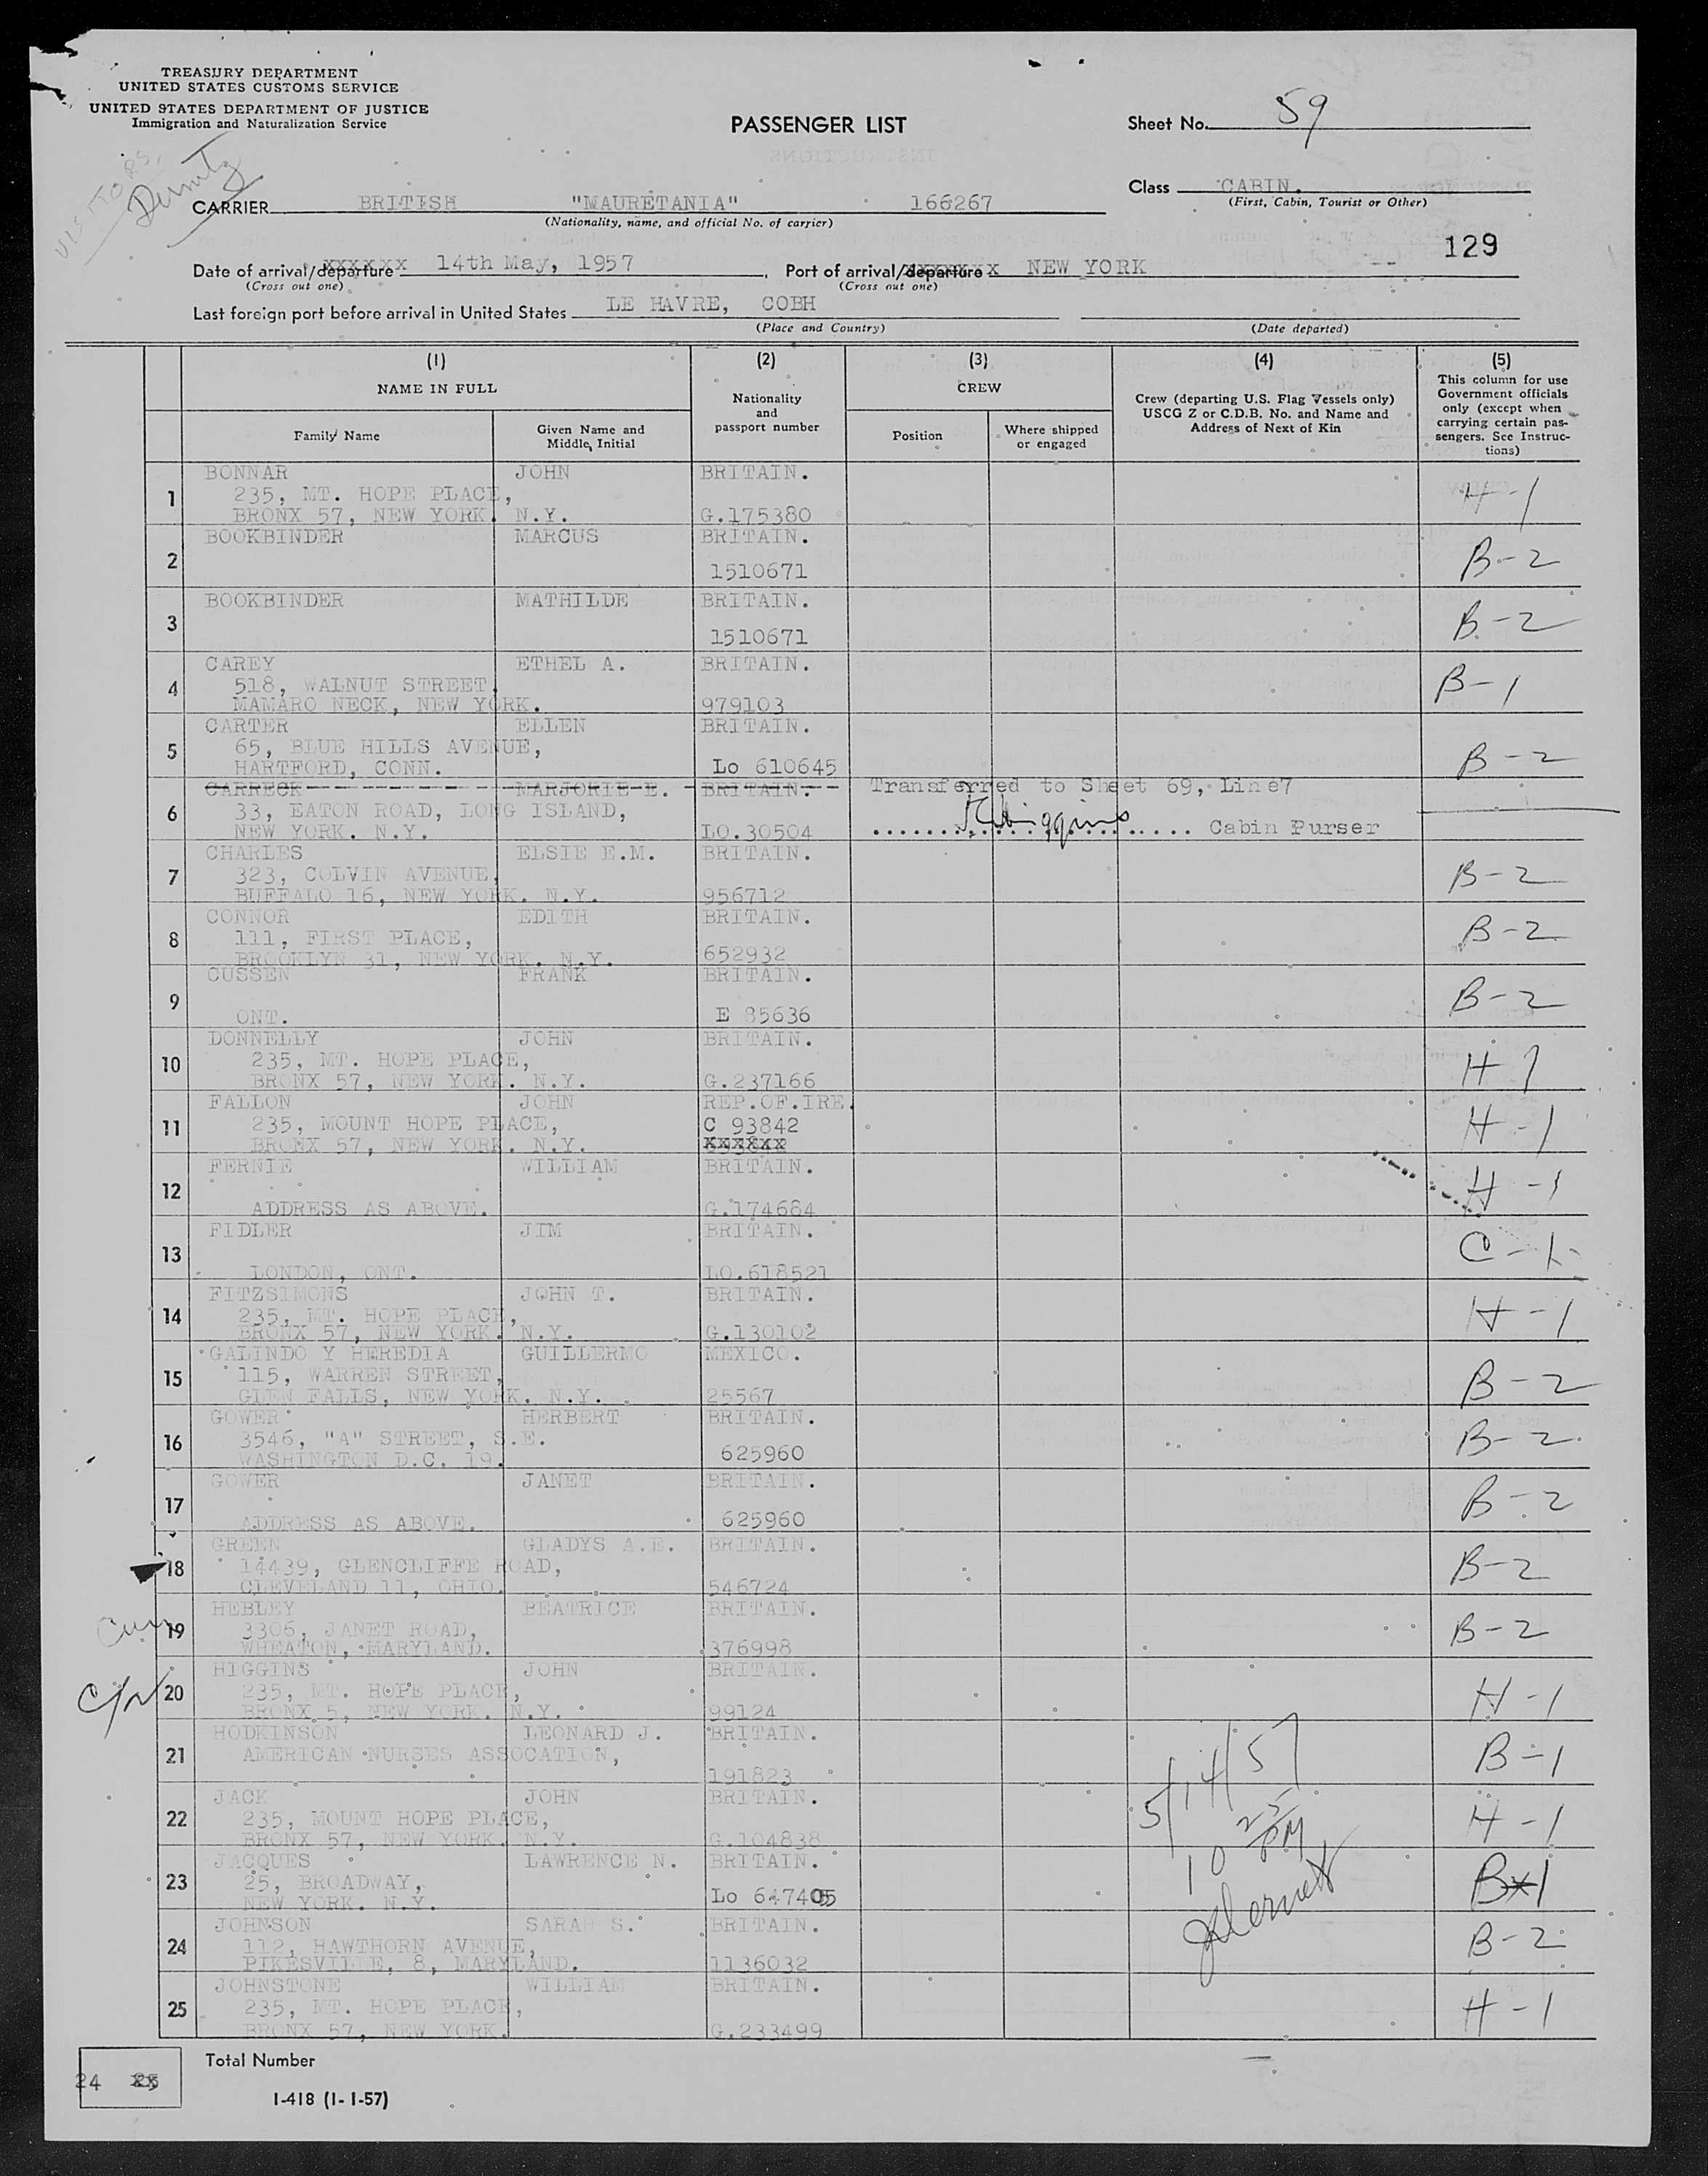 TREASURY DEPARTMENT
UNITED STATES CUSTOMS SERVICE
UNITED STATES DEPARTMENT OF JUSTICE
Immigration and Naturalization Service
PASSENGER LIST
Sheet No. 59
VISITORS,
Class CABIN.
(First, Cabin, Tourist or Other)
CARRIER BRITISH "MAURETANIA" 166267
(Nationality, name, and official No. of carrier)
129
Date of arrival/departure xxxxxx 14th May, 1957 , Port of arrival/departure X NEW YORK
(Cross out one) (Cross out one)
Last foreign port before arrival in United States LE HAVRE, COBH
(Place and Country) (Date departed)
(1) (2) (3) (4) (5)
NAME IN FULL
Nationality and passport number
CREW
Crew (departing U.S. Flag Vessels only) USCG Z or C.D.B. No. and Name and Address of Next of Kin
This column for use Government officials only (except when carrying certain passengers. See Instructions)
Family Name
Given Name and Middle Initial
Position
Where shipped or engaged
1 BONNAR JOHN BRITAIN. H-1
235, MT. HOPE PLACE,
BRONX 57, NEW YORK. N.Y. G.175380
2 BOOKBINDER MARCUS BRITAIN. B-2
1510671
3 BOOKBINDER MATHILDE BRITAIN. B-2
1510671
4 CAREY ETHEL A. BRITAIN. B-1
518, WALNUT STREET,
MAMARO NECK, NEW YORK. 979103
5 CARTER ELLEN BRITAIN. B-2
65, BLUE HILLS AVENUE,
HARTFORD, CONN. Lo 610645
6 CARRECK MARJORIE E. BRITAIN. Transferred to Sheet 69, Line7
33, EATON ROAD, LONG ISLAND,
NEW YORK. N.Y. LO.30504 Cabin Purser
7 CHARLES ELSIE E.M. BRITAIN. B-2
323, COLVIN AVENUE,
BUFFALO 16, NEW YORK. N.Y. 956712
8 CONNOR EDITH BRITAIN. B-2
111, FIRST PLACE,
BROOKLYN 31, NEW YORK. N.Y. 652932
9 CUSSEN FRANK BRITAIN. B-2
ONT. E 85636
10 DONNELLY JOHN BRITAIN. H-1
235, MT. HOPE PLACE,
BRONX 57, NEW YORK. N.Y. G.237166
11 FALLON JOHN REP.OF.IRE. H-1
235, MOUNT HOPE PLACE, C 93842
BRONX 57, NEW YORK. N.Y. xxxxxx
12 FERNIE WILLIAM BRITAIN. H-1
ADDRESS AS ABOVE. G.174684
13 FIDLER JIM BRITAIN. C-1
LONDON, ONT. LO.618521
14 FITZSIMONS JOHN T. BRITAIN. H-1
235, MT. HOPE PLACE,
BRONX 57, NEW YORK. N.Y. G.130102
15 GALINDO Y HEREDIA GUILLERMO MEXICO. B-2
115, WARREN STREET,
GLEN FALLS, NEW YORK. N.Y. 25567
16 GOWER HERBERT BRITAIN. B-2
3546, "A" STREET, S.E.
WASHINGTON D.C. 19. 625960
17 GOWER JANET BRITAIN. B-2
ADDRESS AS ABOVE. 625960
18 GREEN GLADYS A.E. BRITAIN. B-2
14439, GLENCLIFFE ROAD,
CLEVELAND 11, OHIO. 546724
19 HEBLEY BEATRICE BRITAIN. B-2
3306, JANET ROAD,
WHEATON, MARYLAND. 376998
20 HIGGINS JOHN BRITAIN. H-1
235, MT. HOPE PLACE,
BRONX 5, NEW YORK. N.Y. 99124
21 HODKINSON LEONARD J. BRITAIN. B-1
AMERICAN NURSES ASSOCATION,
191823
5/14/57
22 JACK JOHN BRITAIN. H-1
235, MOUNT HOPE PLACE,
BRONX 57, NEW YORK. N.Y. G.104838
10 25 PM
23 JACQUES LAWRENCE N. BRITAIN. B-1
25, BROADWAY,
NEW YORK. N.Y. Lo 647405
24 JOHNSON SARAH S. BRITAIN. B-2
112, HAWTHORN AVENUE,
PIKESVILLE, 8, MARYLAND. 1136032
25 JOHNSTONE WILLIAM BRITAIN. H-1
235, MT. HOPE PLACE,
BRONX 57, NEW YORK. G.233499
24 25 Total Number
I-418 (1-1-57)